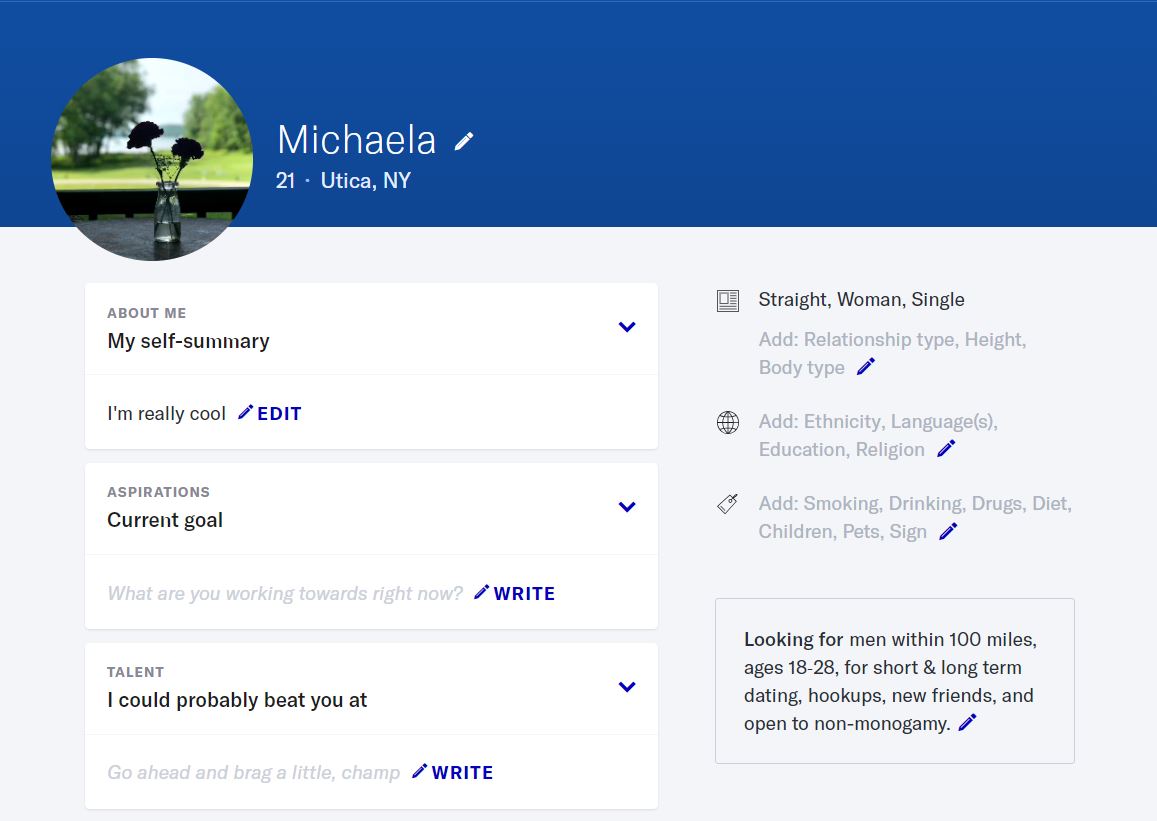 Michaela
21 · Utica, NY
ABOUT ME
My self-summary
I'm really cool EDIT
ASPIRATIONS
Current goal
What are you working towards right now? WRITE
TALENT
I could probably beat you at
Go ahead and brag a little, champ WRITE
Straight, Woman, Single
Add: Relationship type, Height,
Body type
Add: Ethnicity, Language(s),
Education, Religion
Add: Smoking, Drinking, Drugs, Diet,
Children, Pets, Sign
Looking for men within 100 miles,
ages 18-28, for short & long term
dating, hookups, new friends, and
open to non-monogamy.